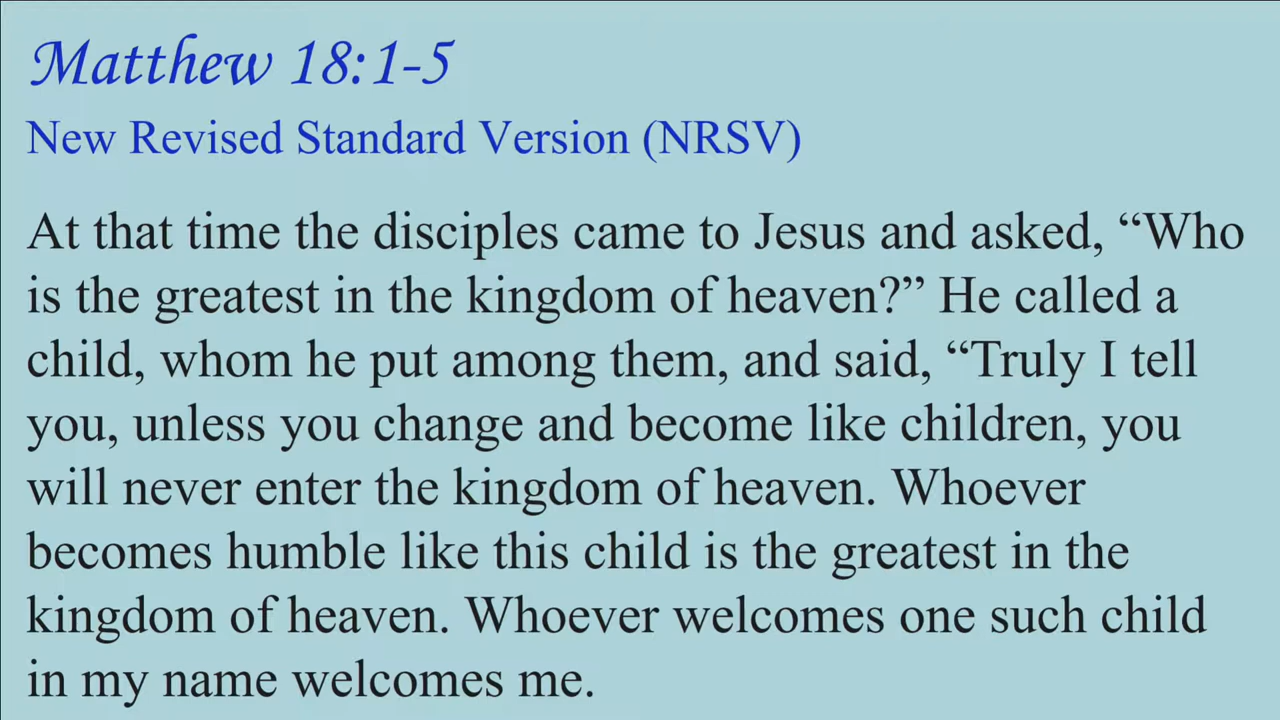 Matthew 18:1-5
New Revised Standard Version (NRSV)
At that time the disciples came to Jesus and asked, “Who
is the greatest in the kingdom of heaven?” He called a
child, whom he put among them, and said, “Truly I tell
you, unless you change and become like children, you
will never enter the kingdom of heaven. Whoever
becomes humble like this child is the greatest in the
kingdom of heaven. Whoever welcomes one such child
in my name welcomes me.